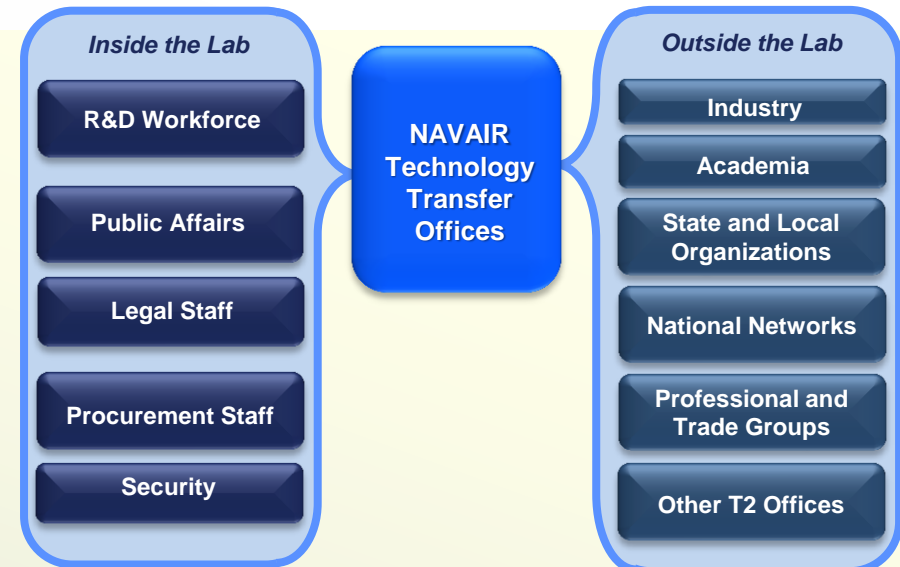 Inside the Lab
R&D Workforce
Public Affairs
Legal Staff
Procurement Staff
Security
NAVAIR
Technology
Transfer
Offices
Outside the Lab
Industry
Academia
State and Local
Organizations
National Networks
Professional and
Trade Groups
Other T2 Offices